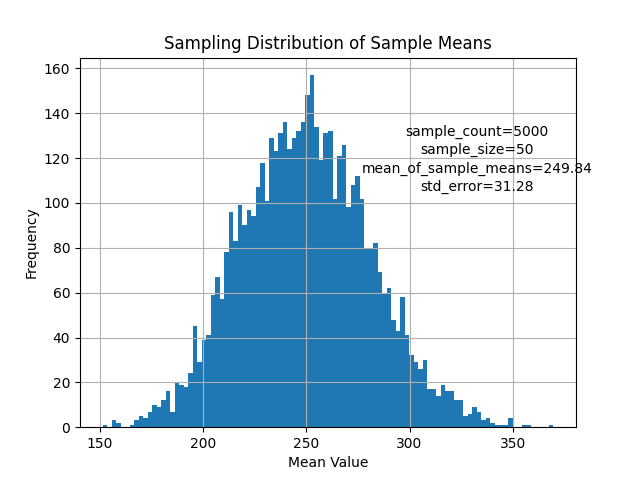 Sampling Distribution of Sample Means
160
140
120
100
80
60
40
20
0
Frequency
sample_count=5000
sample_size=50
mean_of_sample_means=249.84
std_error=31.28
150 200 250 300 350
Mean Value